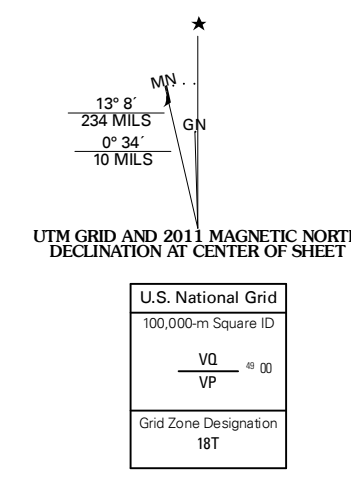 MN
GN
13° 8´
234 MILS
0° 34´
10 MILS
UTM GRID AND 2011 MAGNETIC NORT
DECLINATION AT CENTER OF SHEET
U.S. National Grid
100,000-m Square ID
VQ
49 00
VP
Grid Zone Designation
18T